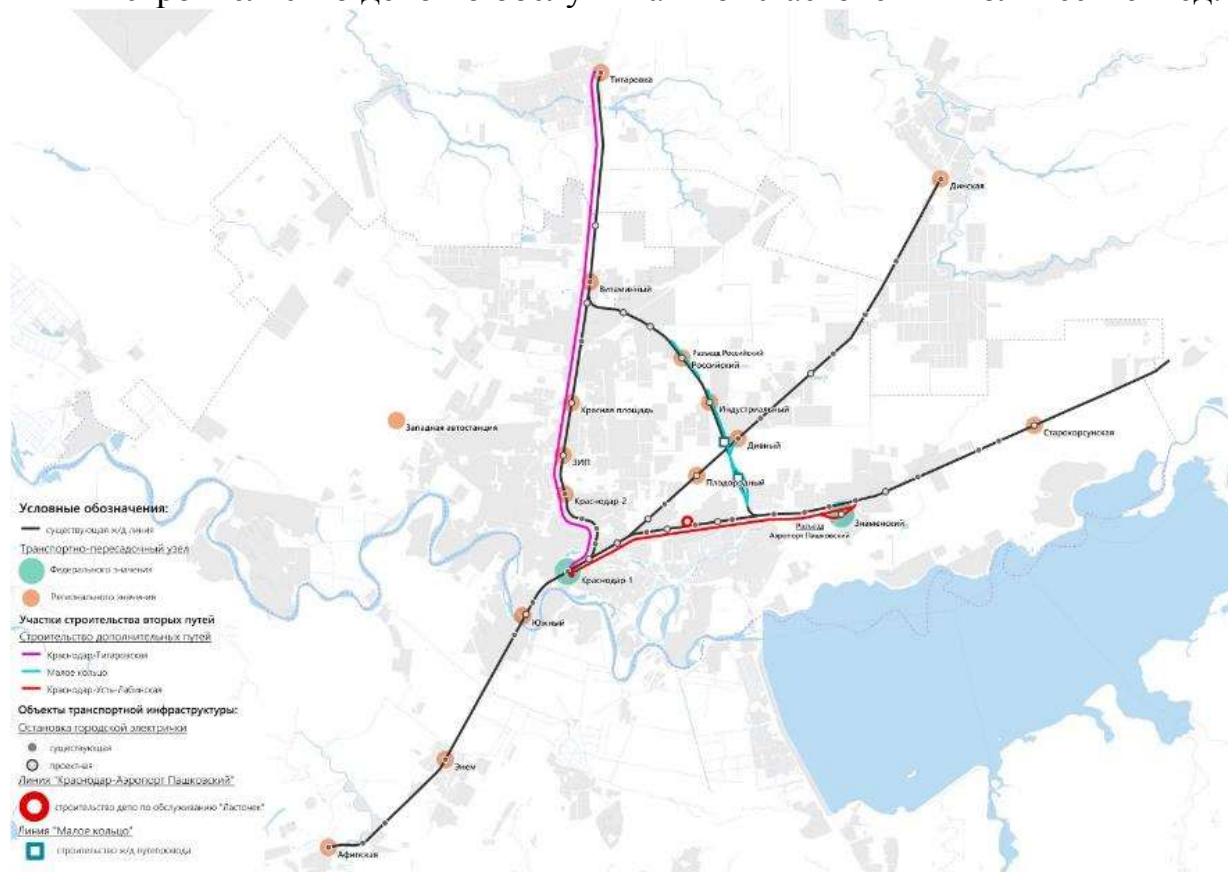 Титаровка
Динская
Витаминный
Разъезд Российский
Российский
Красная площадь
Индустриальный
Западная автостанция
Дивный
Старокорсунская
ЗИП
Плодородный
Краснодар-2
Знаменский
Разъезд
Аэропорт Пашковский
Краснодар-1
Южный
Энем
Афипская
Условные обозначения:
существующая ж/д линия
Транспортно-пересадочный узел
Федерального значения
Регионального значения
Участки строительства вторых путей
Строительство дополнительных путей
Краснодар-Титаровская
Малое кольцо
Краснодар-Усть-Лабинская
Объекты транспортной инфраструктуры:
Остановка городской электрички
существующая
проектная
Линия "Краснодар-Аэропорт Пашковский"
строительство депо по обслуживанию "Ласточек"
Линия "Малое кольцо"
строительство ж/д путепровода